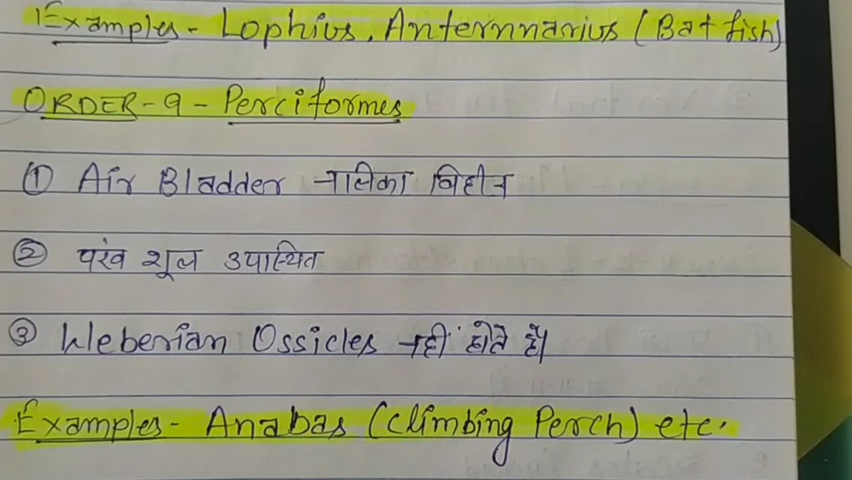 Examples - Lophius, Anternnarius (Bat fish)
ORDER-9 - Perciformes
① Air Bladder नालिका विहीन
② पंख शूल उपास्थित
③ Weberian Ossicles नहीं होते हैं।
Examples - Anabas (climbing Perch) etc.